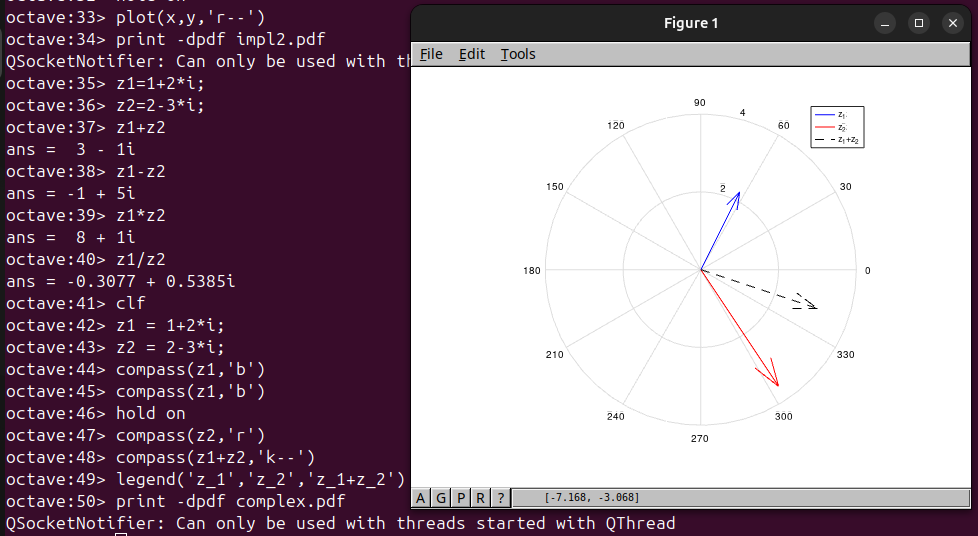 octave:33> plot(x,y,'r--')
octave:34> print -dpdf impl2.pdf
QSocketNotifier: Can only be used with th
octave:35> z1=1+2*i;
octave:36> z2=2-3*i;
octave:37> z1+z2
ans =  3 - 1i
octave:38> z1-z2
ans = -1 + 5i
octave:39> z1*z2
ans =  8 + 1i
octave:40> z1/z2
ans = -0.3077 + 0.5385i
octave:41> clf
octave:42> z1 = 1+2*i;
octave:43> z2 = 2-3*i;
octave:44> compass(z1,'b')
octave:45> compass(z1,'b')
octave:46> hold on
octave:47> compass(z2,'r')
octave:48> compass(z1+z2,'k--')
octave:49> legend('z_1','z_2','z_1+z_2')
octave:50> print -dpdf complex.pdf
QSocketNotifier: Can only be used with threads started with QThread
Figure 1
File Edit Tools
90
4
120
60
z1
z2
z1+z2
150
2
30
180
0
210
330
240
300
270
A G P R ? [-7.168, -3.068]